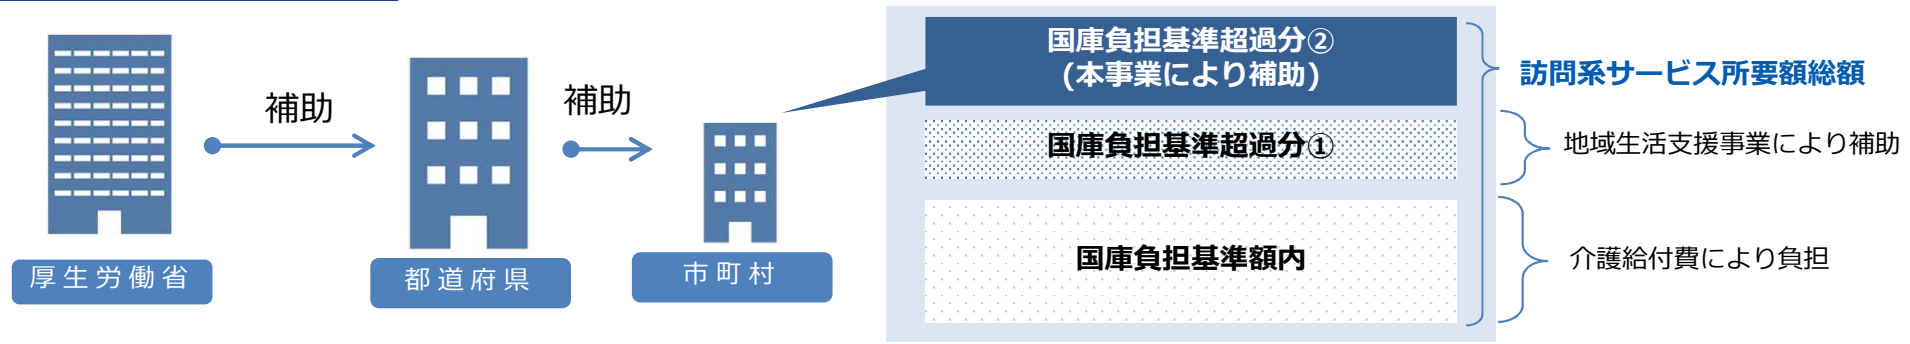 補助
補助
厚生労働省
都道府県
市町村
国庫負担基準超過分②
(本事業により補助)
国庫負担基準超過分①
国庫負担基準額内
訪問系サービス所要額総額
地域生活支援事業により補助
介護給付費により負担